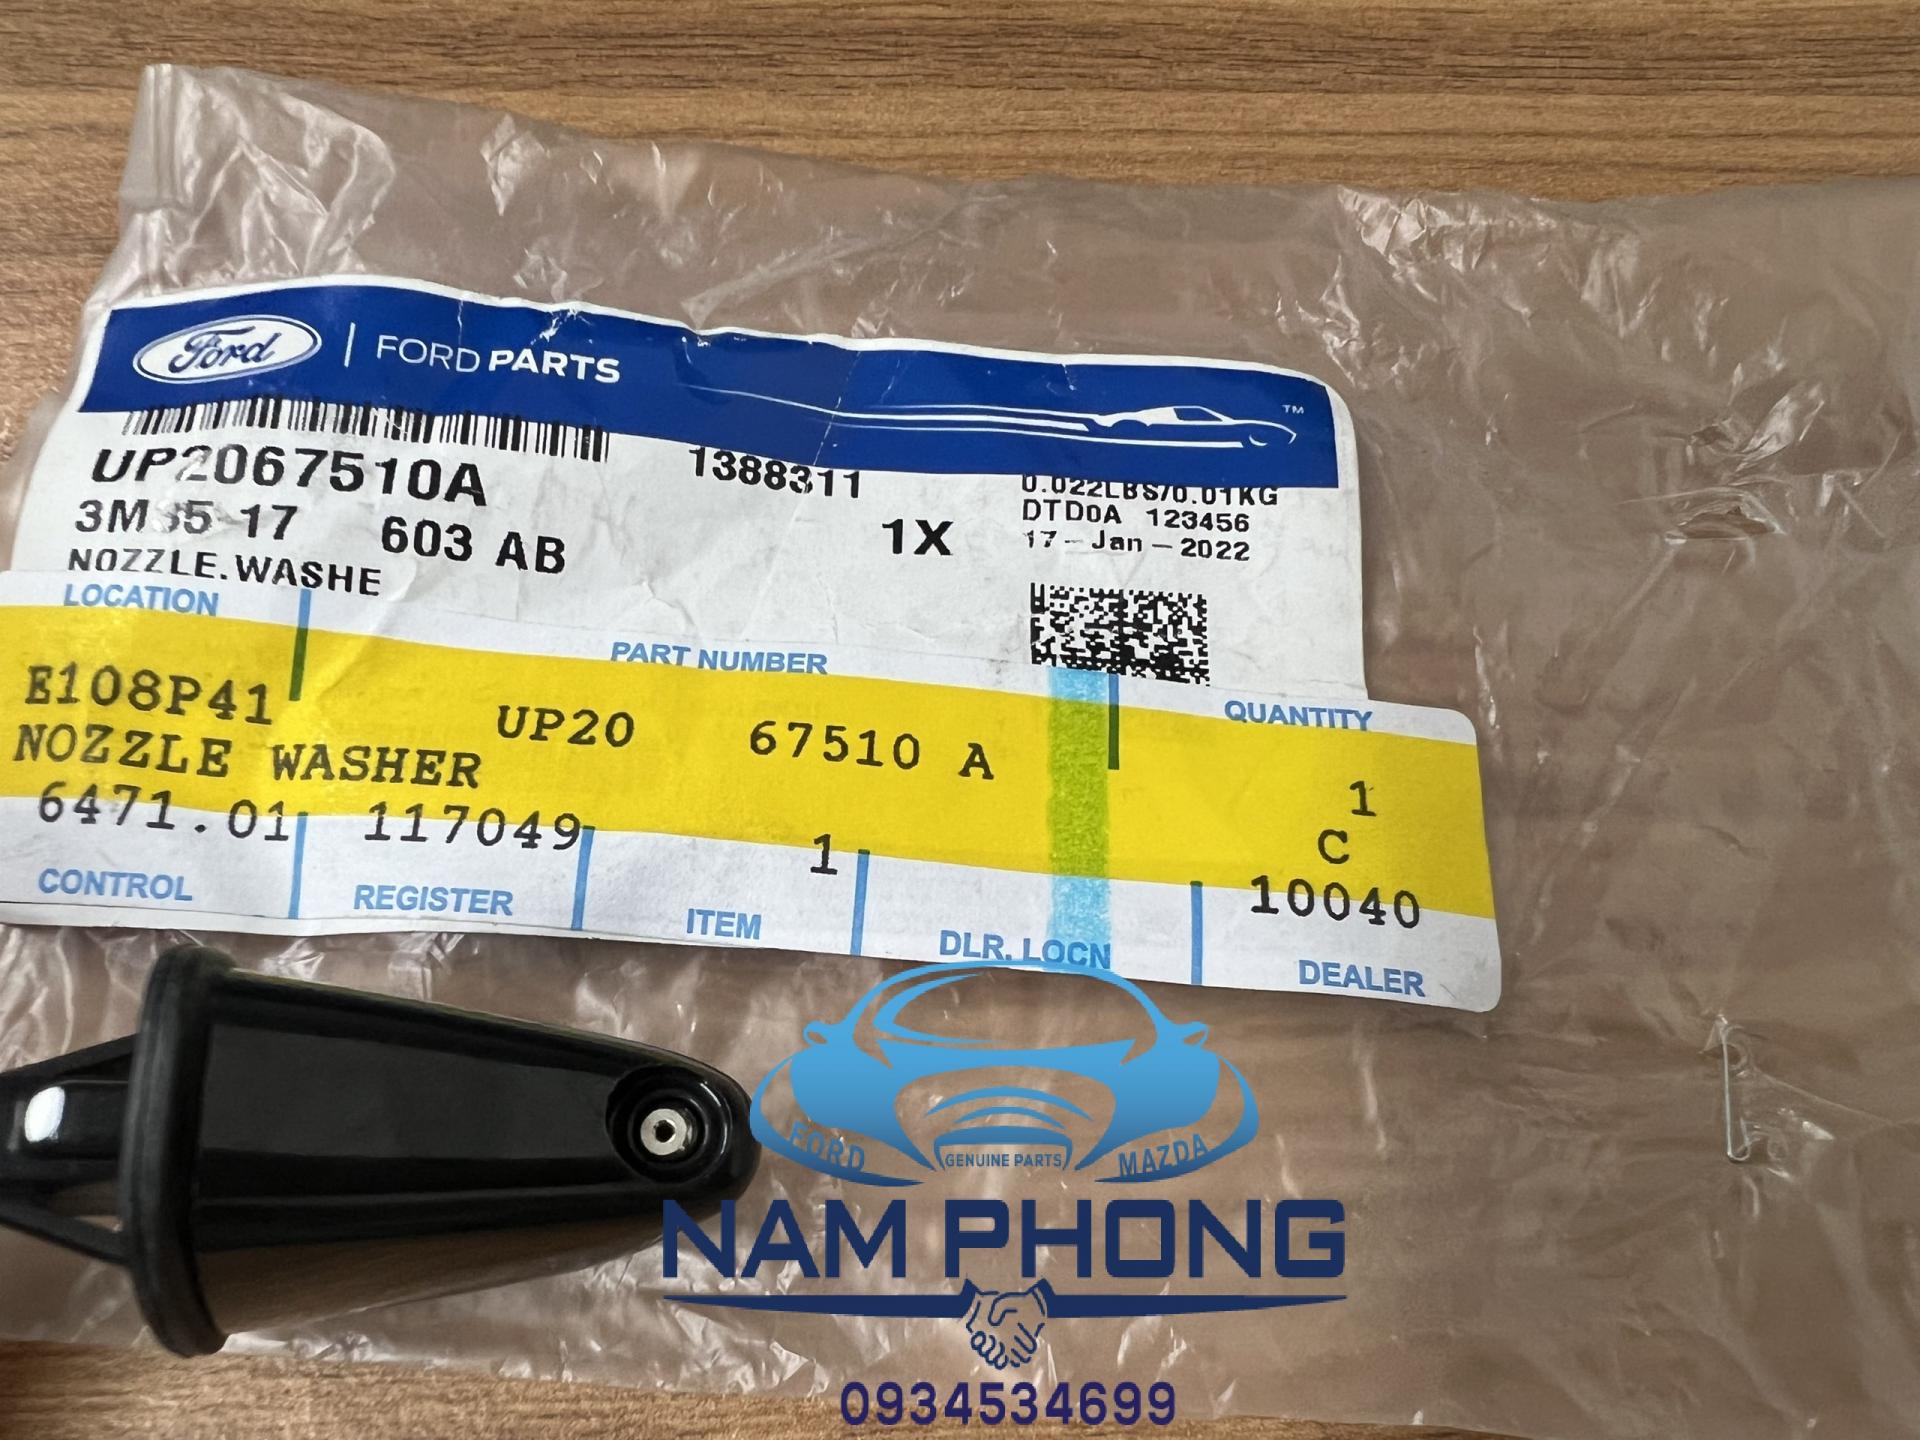 Ford | FORD PARTS
™
UP2067510A
1388311
0.022LBS/0.01KG
DTD0A 123456
17-Jan-2022
603 AB
1X
NOZZLE.WASHE
LOCATION
PART NUMBER
QUANTITY
E108P41
UP20 67510 A
1
NOZZLE WASHER
C
6471.01 117049 1 10040
CONTROL REGISTER ITEM DLR. LOCN DEALER
FORD GENUINE PARTS MAZDA
NAM PHONG
0934534699